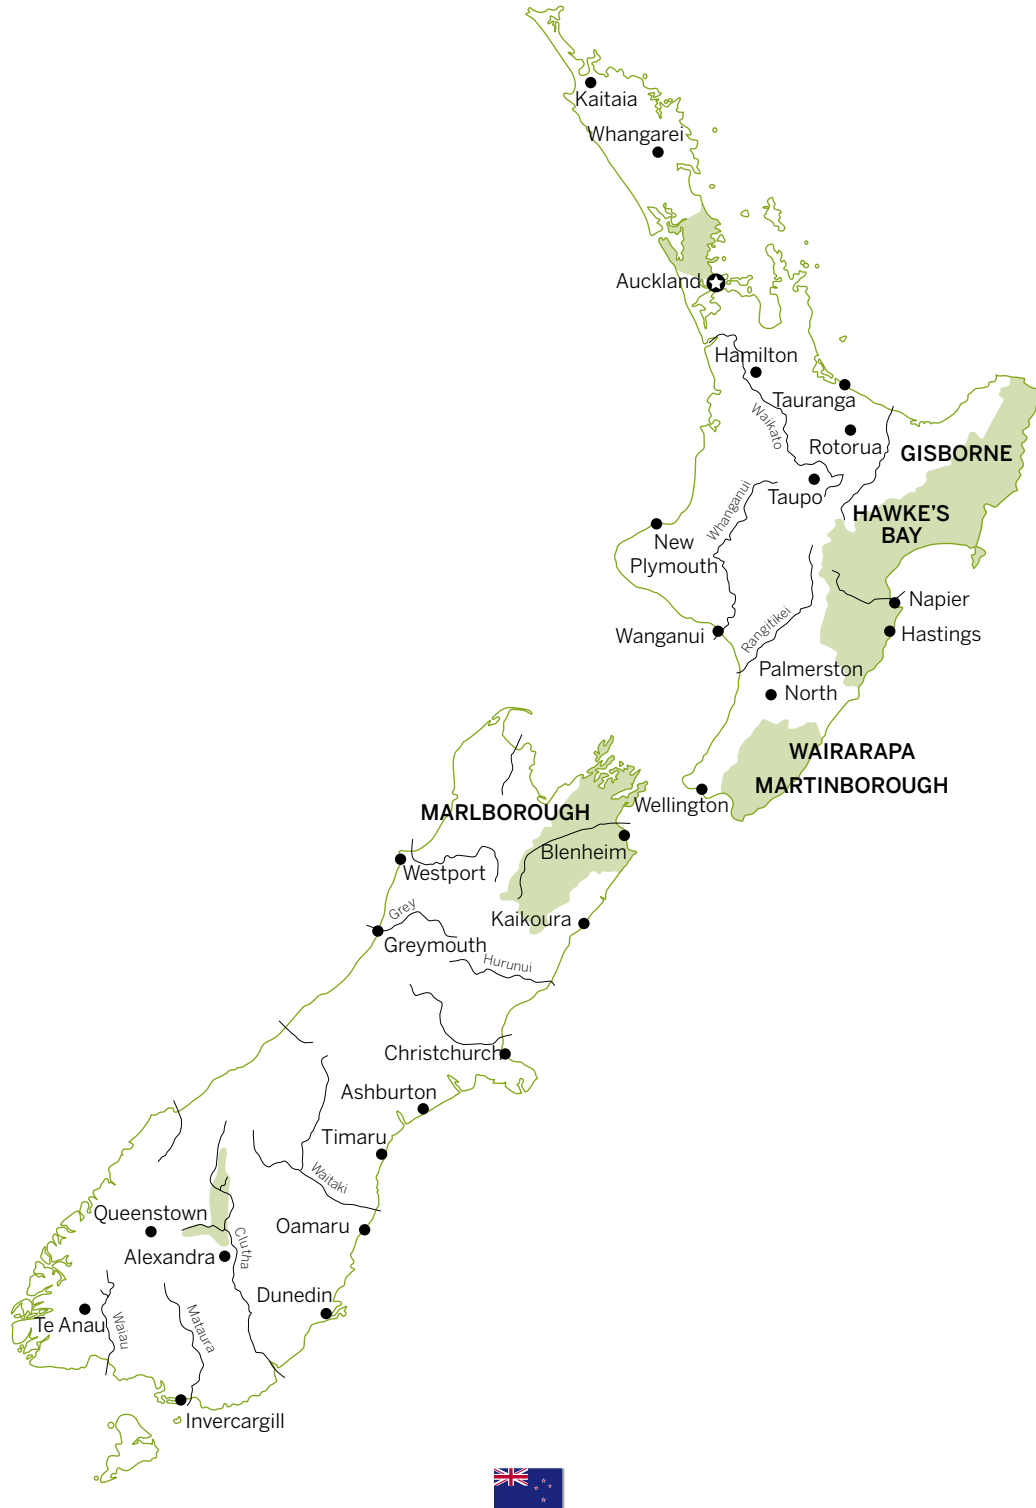 Kaitaia
Whangarei
Auckland
Hamilton
Tauranga
Waikato
Rotorua
GISBORNE
Taupo
Whanganui
HAWKE'S
BAY
New
Plymouth
Napier
Rangitikei
Wanganui
Hastings
Palmerston
North
WAIRARAPA
MARTINBOROUGH
Wellington
MARLBOROUGH
Blenheim
Westport
Grey
Kaikoura
Greymouth
Hurunui
Christchurch
Ashburton
Timaru
Waitaki
Queenstown
Oamaru
Clutha
Alexandra
Dunedin
Te Anau
Waiau
Mataura
Invercargill